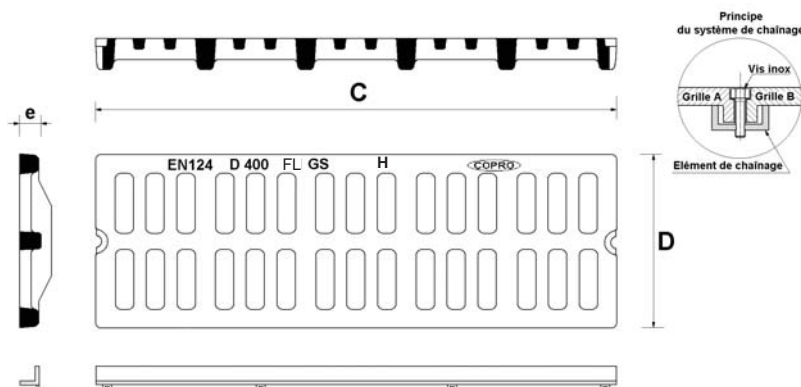 Principe
du système de chaînage
Vis inox
Grille A Grille B
Elément de chaînage
C
e
EN124 D 400 FL GS H COPRO
D